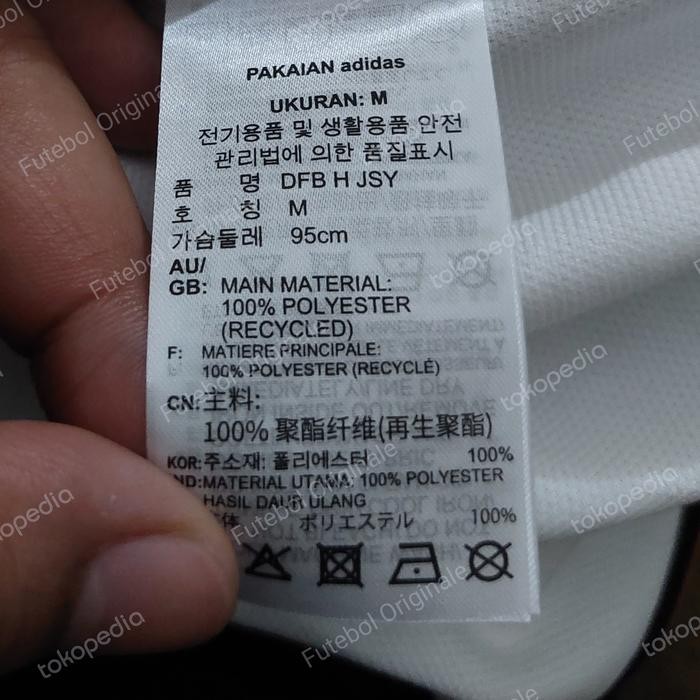 PAKAIAN adidas
UKURAN: M
전기용품 및 생활용품 안전
관리법에 의한 품질표시
품 명 DFB H JSY
호 칭 M
가슴둘레 95cm
AU/
GB: MAIN MATERIAL:
100% POLYESTER
(RECYCLED)
F: MATIERE PRINCIPALE:
100% POLYESTER (RECYCLÉ)
CN: 主料:
100% 聚酯纤维(再生聚酯)
KOR: 주소재: 폴리에스터 100%
ND: MATERIAL UTAMA: 100% POLYESTER
HASIL DAUR ULANG
体 ポリエステル 100%
Futebol Originale
tokopedia